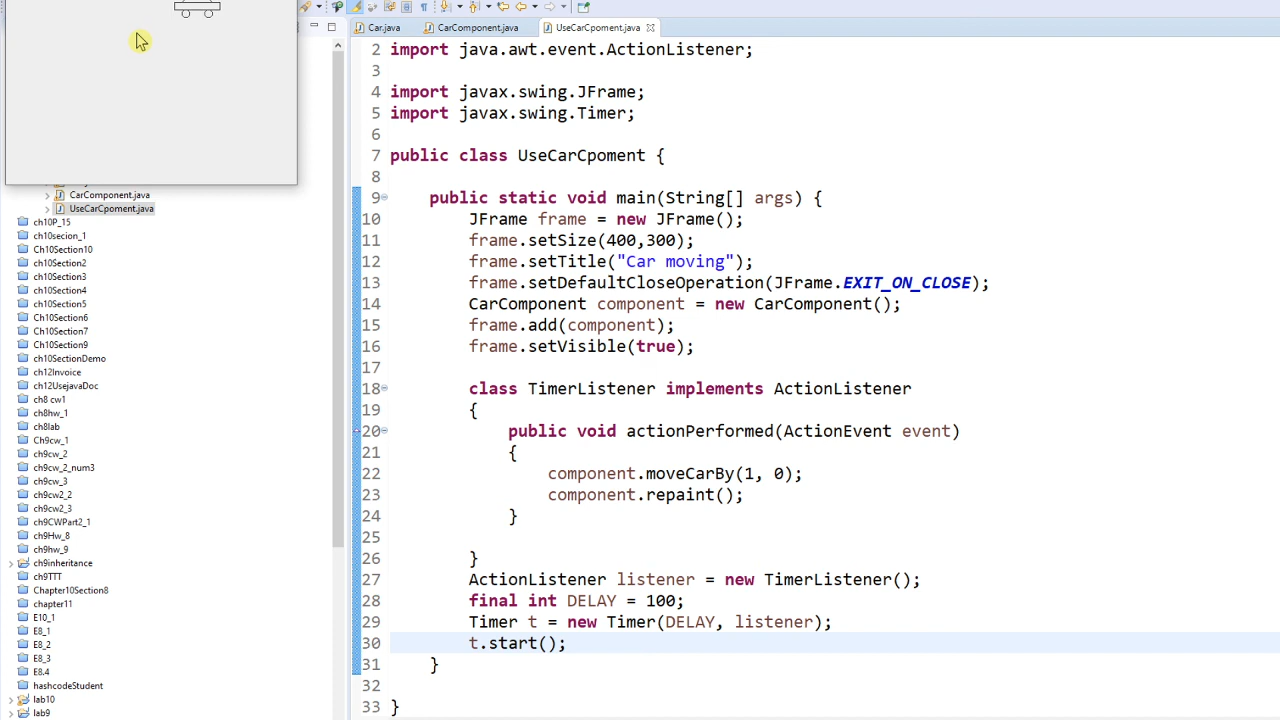 Car.java
CarComponent.java
UseCarCpoment.java
2 import java.awt.event.ActionListener;
3
4 import javax.swing.JFrame;
5 import javax.swing.Timer;
6
7 public class UseCarCpoment {
8
9 public static void main(String[] args) {
10 JFrame frame = new JFrame();
11 frame.setSize(400,300);
12 frame.setTitle("Car moving");
13 frame.setDefaultCloseOperation(JFrame.EXIT_ON_CLOSE);
14 CarComponent component = new CarComponent();
15 frame.add(component);
16 frame.setVisible(true);
17
18 class TimerListener implements ActionListener
19 {
20 public void actionPerformed(ActionEvent event)
21 {
22 component.moveCarBy(1, 0);
23 component.repaint();
24 }
25
26 }
27 ActionListener listener = new TimerListener();
28 final int DELAY = 100;
29 Timer t = new Timer(DELAY, listener);
30 t.start();
31 }
32
33 }
CarComponent.java
UseCarCpoment.java
ch10P_15
ch10secion_1
Ch10Section10
ch10Section2
ch10Section3
ch10Section4
ch10Section5
ch10Section6
ch10Section7
ch10Section9
ch10SectionDemo
ch12Invoice
ch12UsejavaDoc
ch8 cw1
ch8hw_1
ch8lab
Ch9cw_1
ch9cw_2
ch9cw_2_num3
ch9cw_3
ch9cw2_2
cw9cw2_3
ch9CWPart2_1
ch9Hw_8
ch9hw_9
ch9inheritance
ch9TTT
Chapter10Section8
chapter11
E10_1
E8_1
E8_2
E8_3
E8.4
hashcodeStudent
lab10
lab9